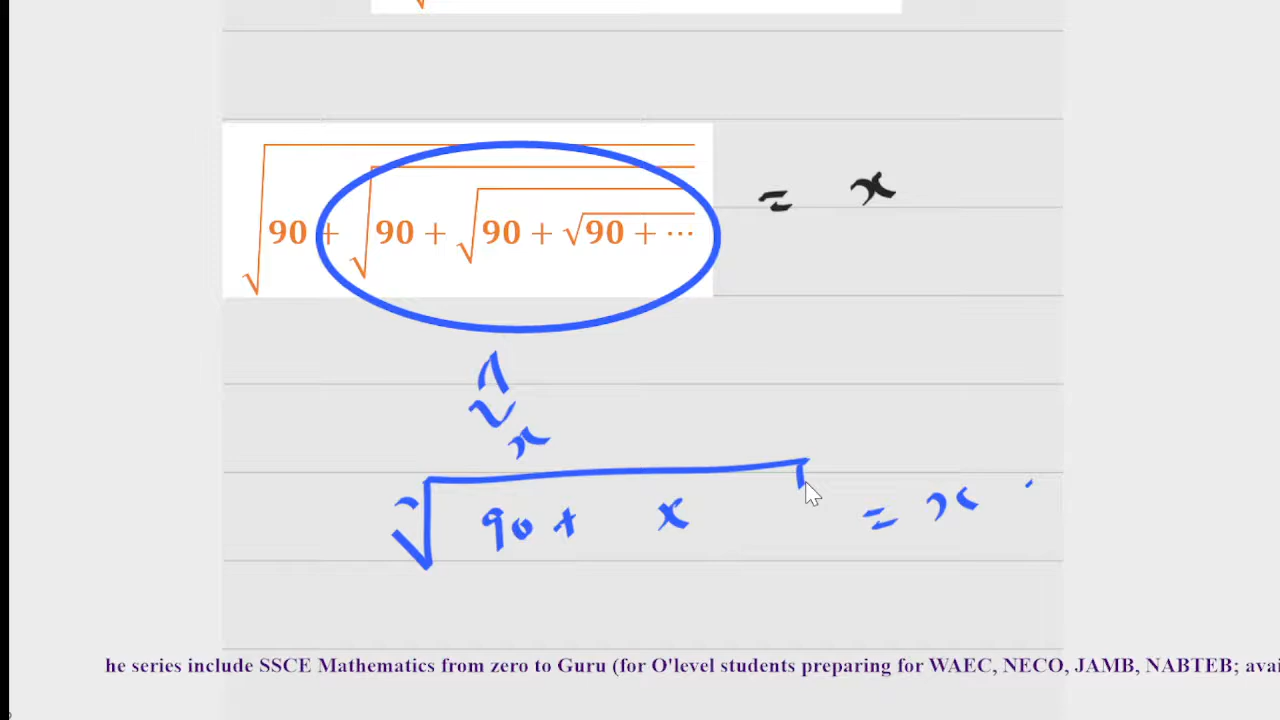 √(90 + √(90 + √(90 + √(90 + ⋯ = x
x
√(90 + x) = x
he series include SSCE Mathematics from zero to Guru (for O'level students preparing for WAEC, NECO, JAMB, NABTEB; avai